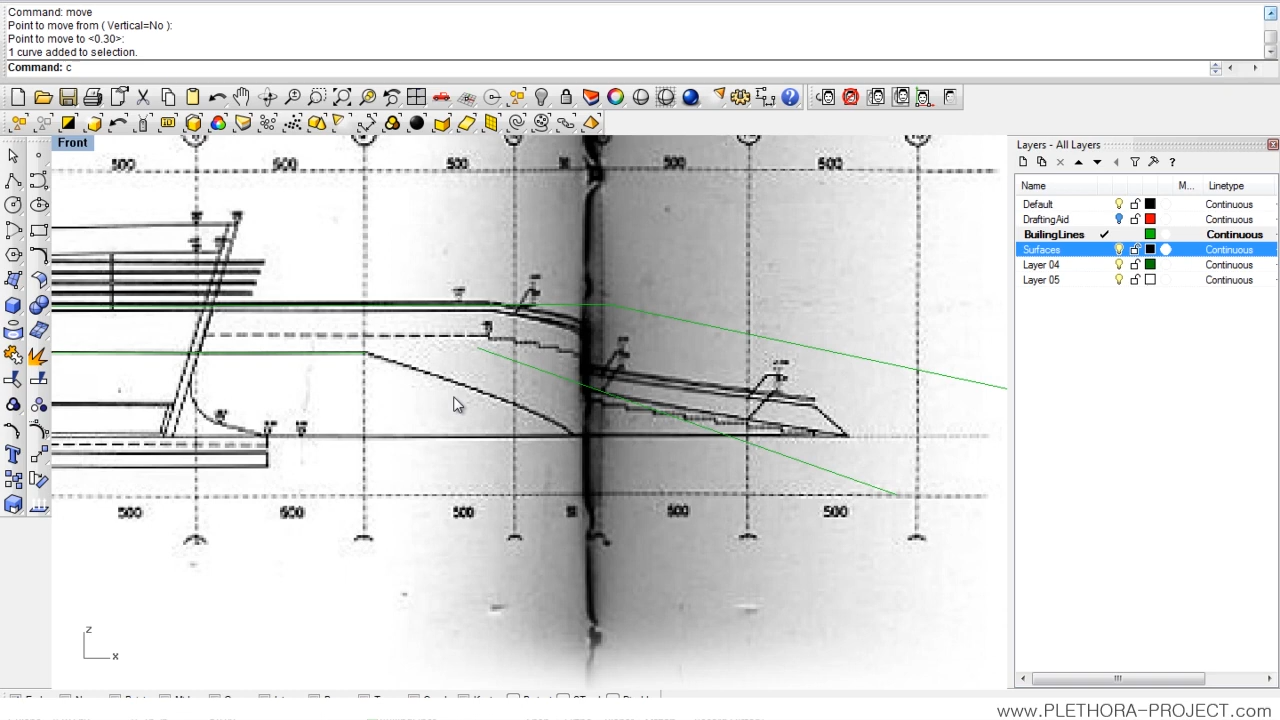 Command: move
Point to move from ( Vertical=No ):
Point to move to <0.30>:
1 curve added to selection.
Command: c
Front
500 500 500 500 500
Layers - All Layers
Name M... Linetype
Default Continuous
DraftingAid Continuous
BuilingLines Continuous
Surfaces Continuous
Layer 04 Continuous
Layer 05 Continuous
500 500 500 500 500
z
x
www.PLETHORA-PROJECT.com